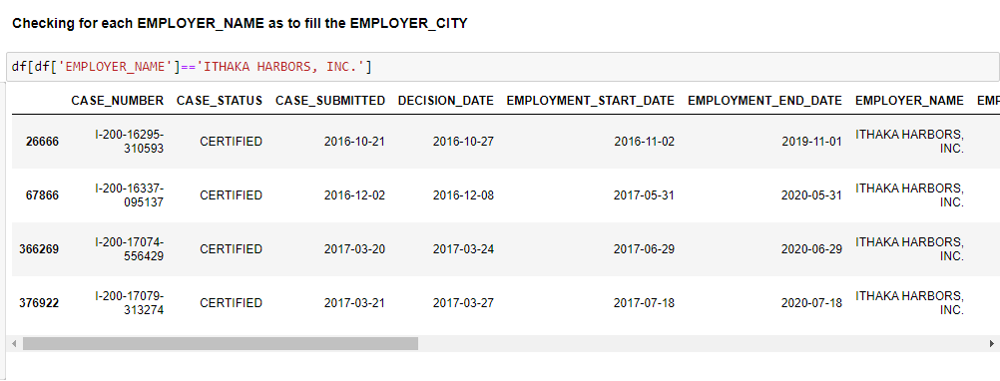 Checking for each EMPLOYER_NAME as to fill the EMPLOYER_CITY
df[df['EMPLOYER_NAME']=='ITHAKA HARBORS, INC.']
CASE_NUMBER CASE_STATUS CASE_SUBMITTED DECISION_DATE EMPLOYMENT_START_DATE EMPLOYMENT_END_DATE EMPLOYER_NAME EMP
26666 I-200-16295-310593 CERTIFIED 2016-10-21 2016-10-27 2016-11-02 2019-11-01 ITHAKA HARBORS, INC.
67866 I-200-16337-095137 CERTIFIED 2016-12-02 2016-12-08 2017-05-31 2020-05-31 ITHAKA HARBORS, INC.
366269 I-200-17074-556429 CERTIFIED 2017-03-20 2017-03-24 2017-06-29 2020-06-29 ITHAKA HARBORS, INC.
376922 I-200-17079-313274 CERTIFIED 2017-03-21 2017-03-27 2017-07-18 2020-07-18 ITHAKA HARBORS, INC.